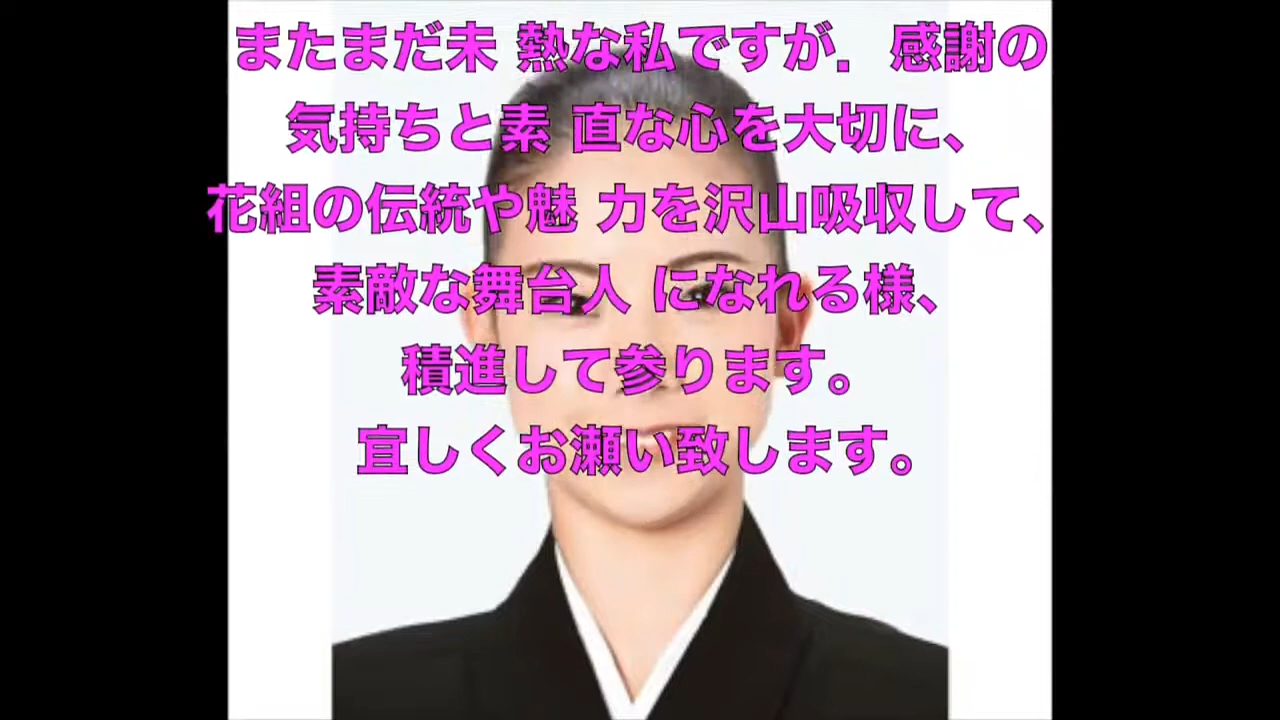 またまだ未 熱な私ですが．感謝の
気持ちと素 直な心を大切に、
花組の伝統や魅 力を沢山吸収して、
素敵な舞台人 になれる様、
積進して参ります。
宜しくお瀬い致します。